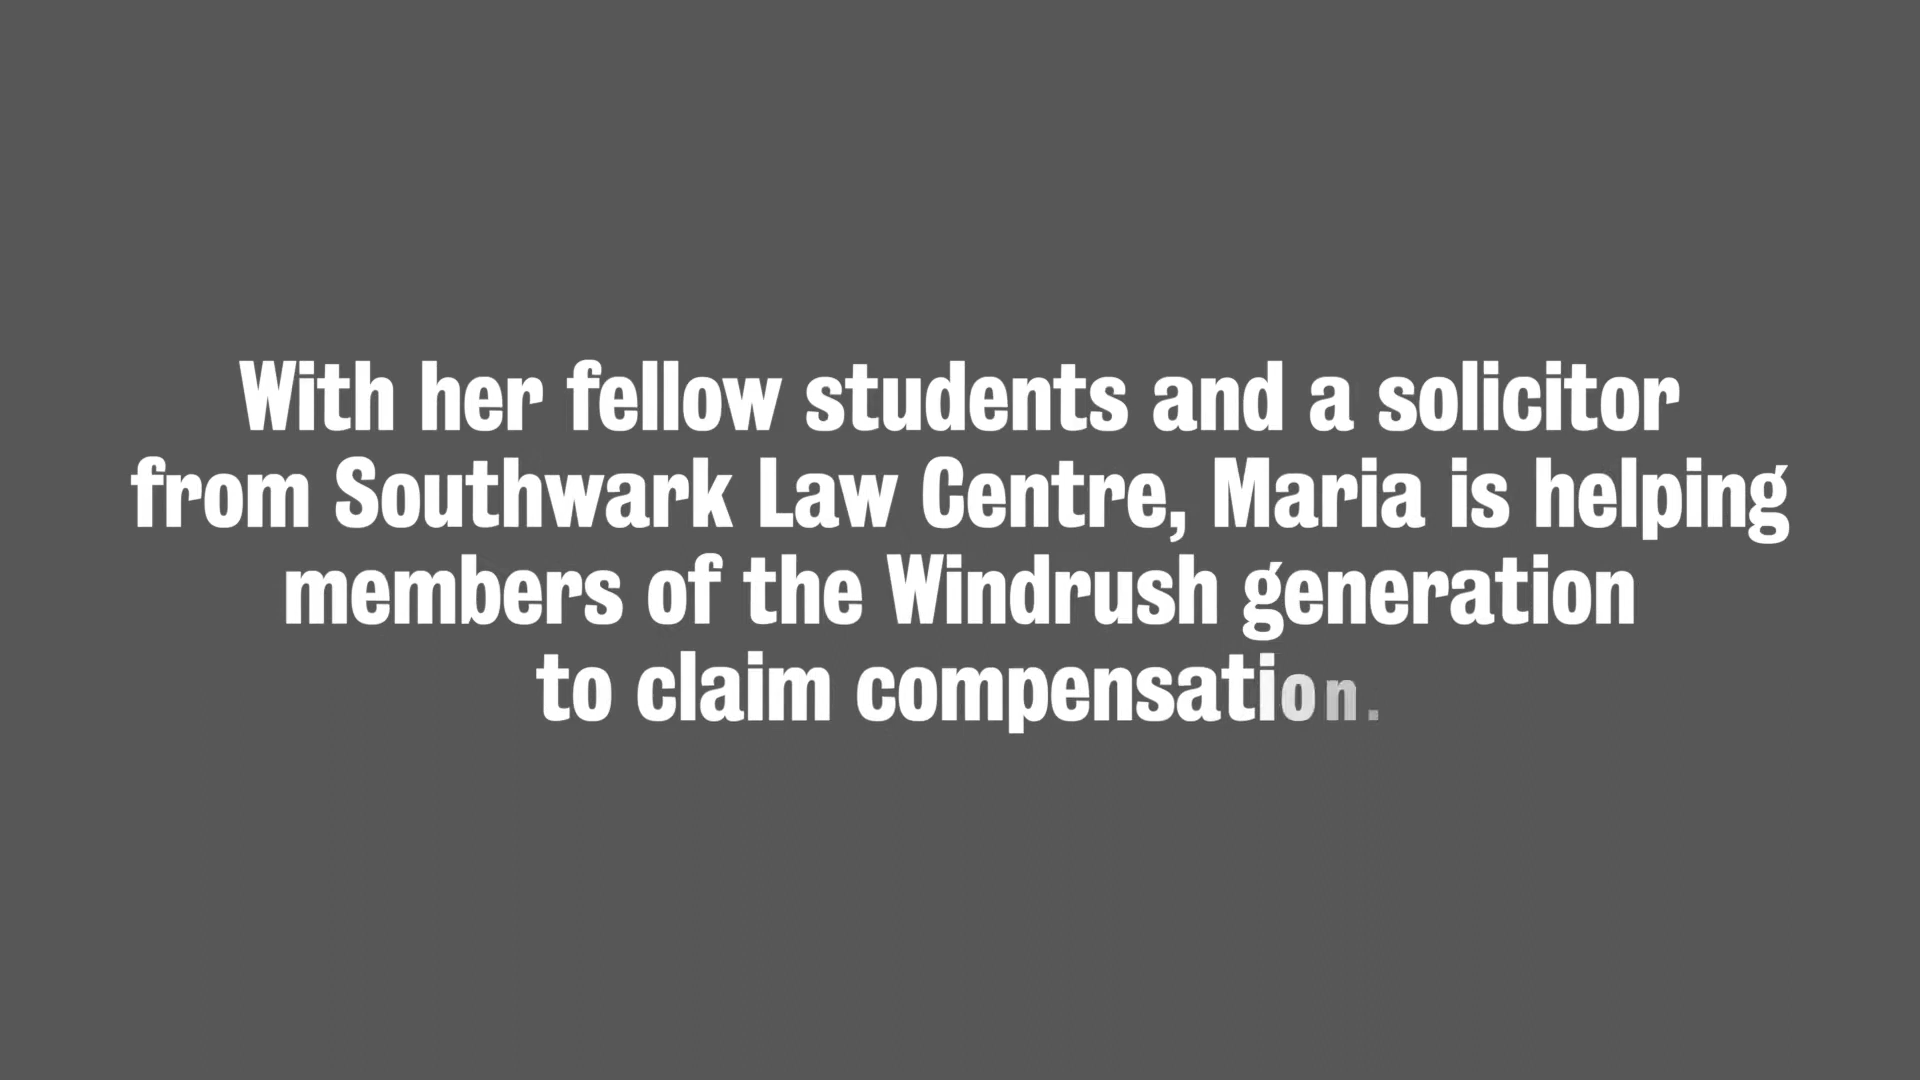 With her fellow students and a solicitor
from Southwark Law Centre, Maria is helping
members of the Windrush generation
to claim compensation.